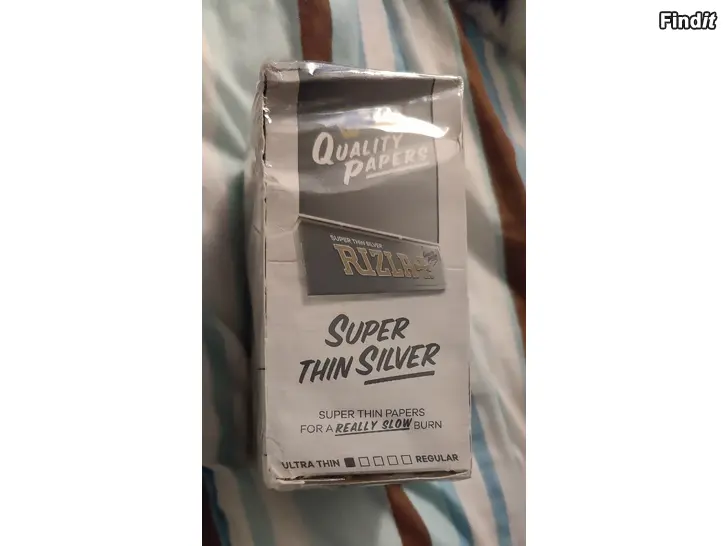 Findit
QUALITY
PAPERS
SUPER THIN SILVER
RIZLA+
SUPER
THIN SILVER
SUPER THIN PAPERS
FOR A REALLY SLOW BURN
ULTRA THIN
REGULAR